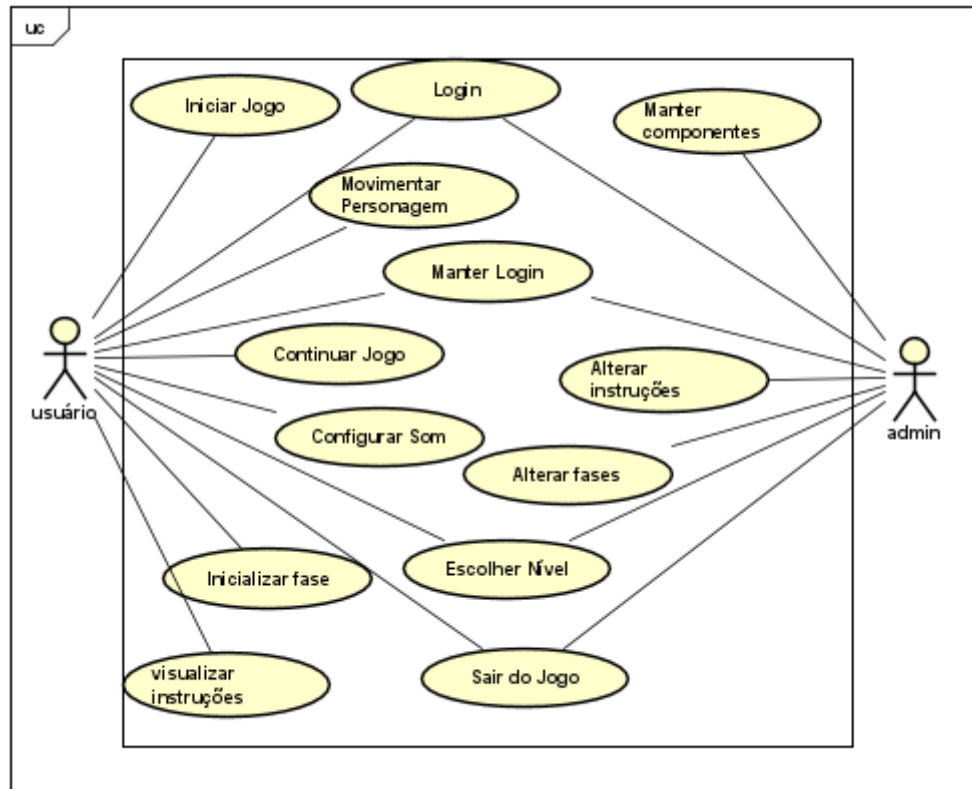 uc
Iniciar Jogo
Login
Manter
componentes
Movimentar
Personagem
Manter Login
Continuar Jogo
Alterar
instruções
usuário
admin
Configurar Som
Alterar fases
Escolher Nível
Inicializar fase
visualizar
instruções
Sair do Jogo